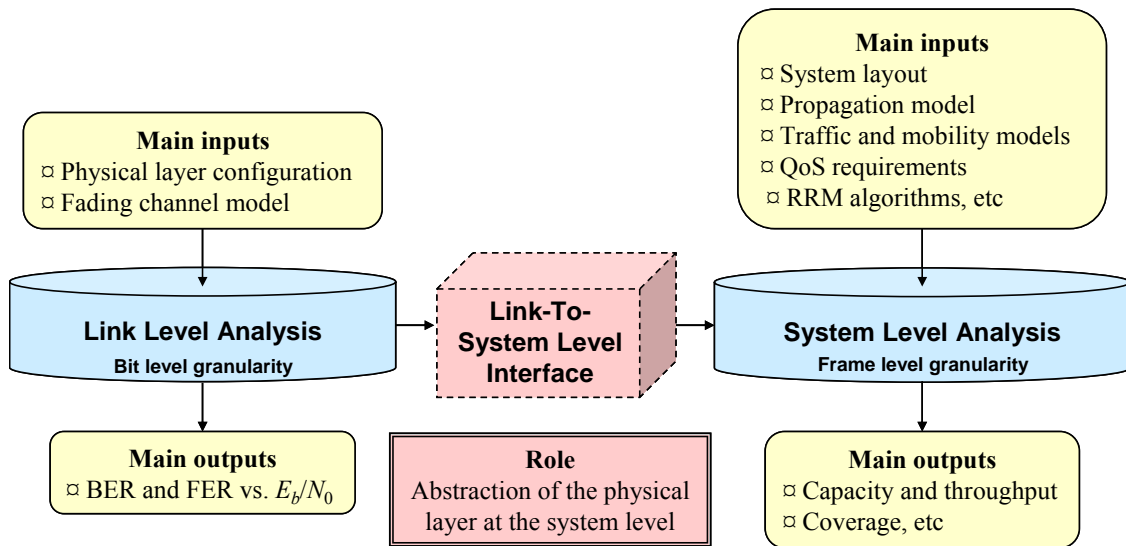 Main inputs
¤ Physical layer configuration
¤ Fading channel model
Link Level Analysis
Bit level granularity
Main outputs
¤ BER and FER vs. E_b/N_0
Link-To-
System Level
Interface
Role
Abstraction of the physical
layer at the system level
Main inputs
¤ System layout
¤ Propagation model
¤ Traffic and mobility models
¤ QoS requirements
¤ RRM algorithms, etc
System Level Analysis
Frame level granularity
Main outputs
¤ Capacity and throughput
¤ Coverage, etc